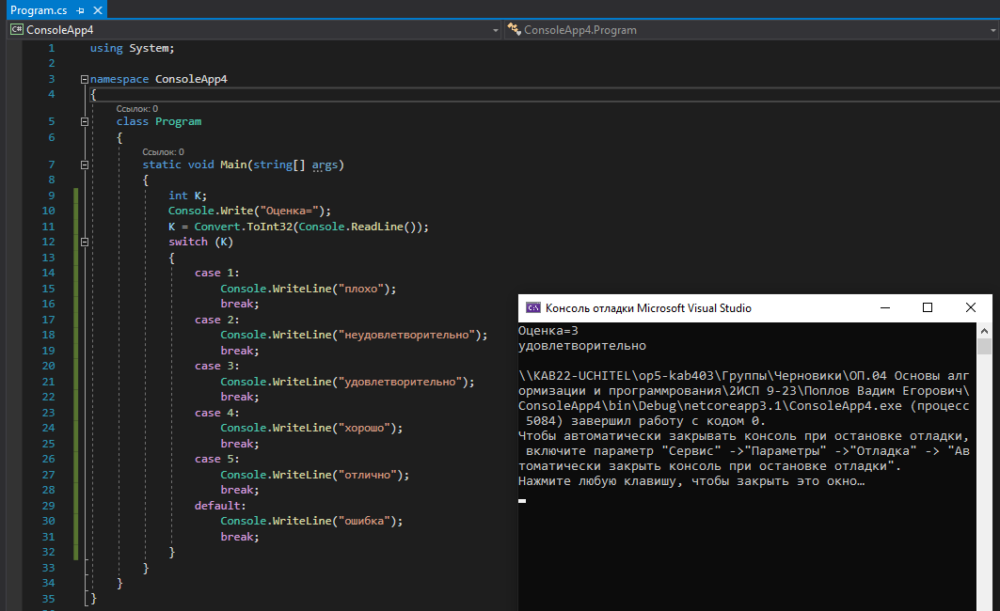 Program.cs
C# ConsoleApp4
ConsoleApp4.Program
1 using System;
2
3 namespace ConsoleApp4
4 {
Ссылок: 0
5 class Program
6 {
Ссылок: 0
7 static void Main(string[] args)
8 {
9 int K;
10 Console.Write("Оценка=");
11 K = Convert.ToInt32(Console.ReadLine());
12 switch (K)
13 {
14 case 1:
15 Console.WriteLine("плохо");
16 break;
17 case 2:
18 Console.WriteLine("неудовлетворительно");
19 break;
20 case 3:
21 Console.WriteLine("удовлетворительно");
22 break;
23 case 4:
24 Console.WriteLine("хорошо");
25 break;
26 case 5:
27 Console.WriteLine("отлично");
28 break;
29 default:
30 Console.WriteLine("ошибка");
31 break;
32 }
33 }
34 }
35 }
C:\ Консоль отладки Microsoft Visual Studio
Оценка=3
удовлетворительно
\\KAB22-UCHITEL\op5-kab403\Группы\Черновики\ОП.04 Основы алг
ормизации и программрования\2ИСП 9-23\Поплов Вадим Егорович\
ConsoleApp4\bin\Debug\netcoreapp3.1\ConsoleApp4.exe (процесс
5084) завершил работу с кодом 0.
Чтобы автоматически закрывать консоль при остановке отладки,
включите параметр "Сервис" ->"Параметры" ->"Отладка" -> "Ав
томатически закрыть консоль при остановке отладки".
Нажмите любую клавишу, чтобы закрыть это окно…